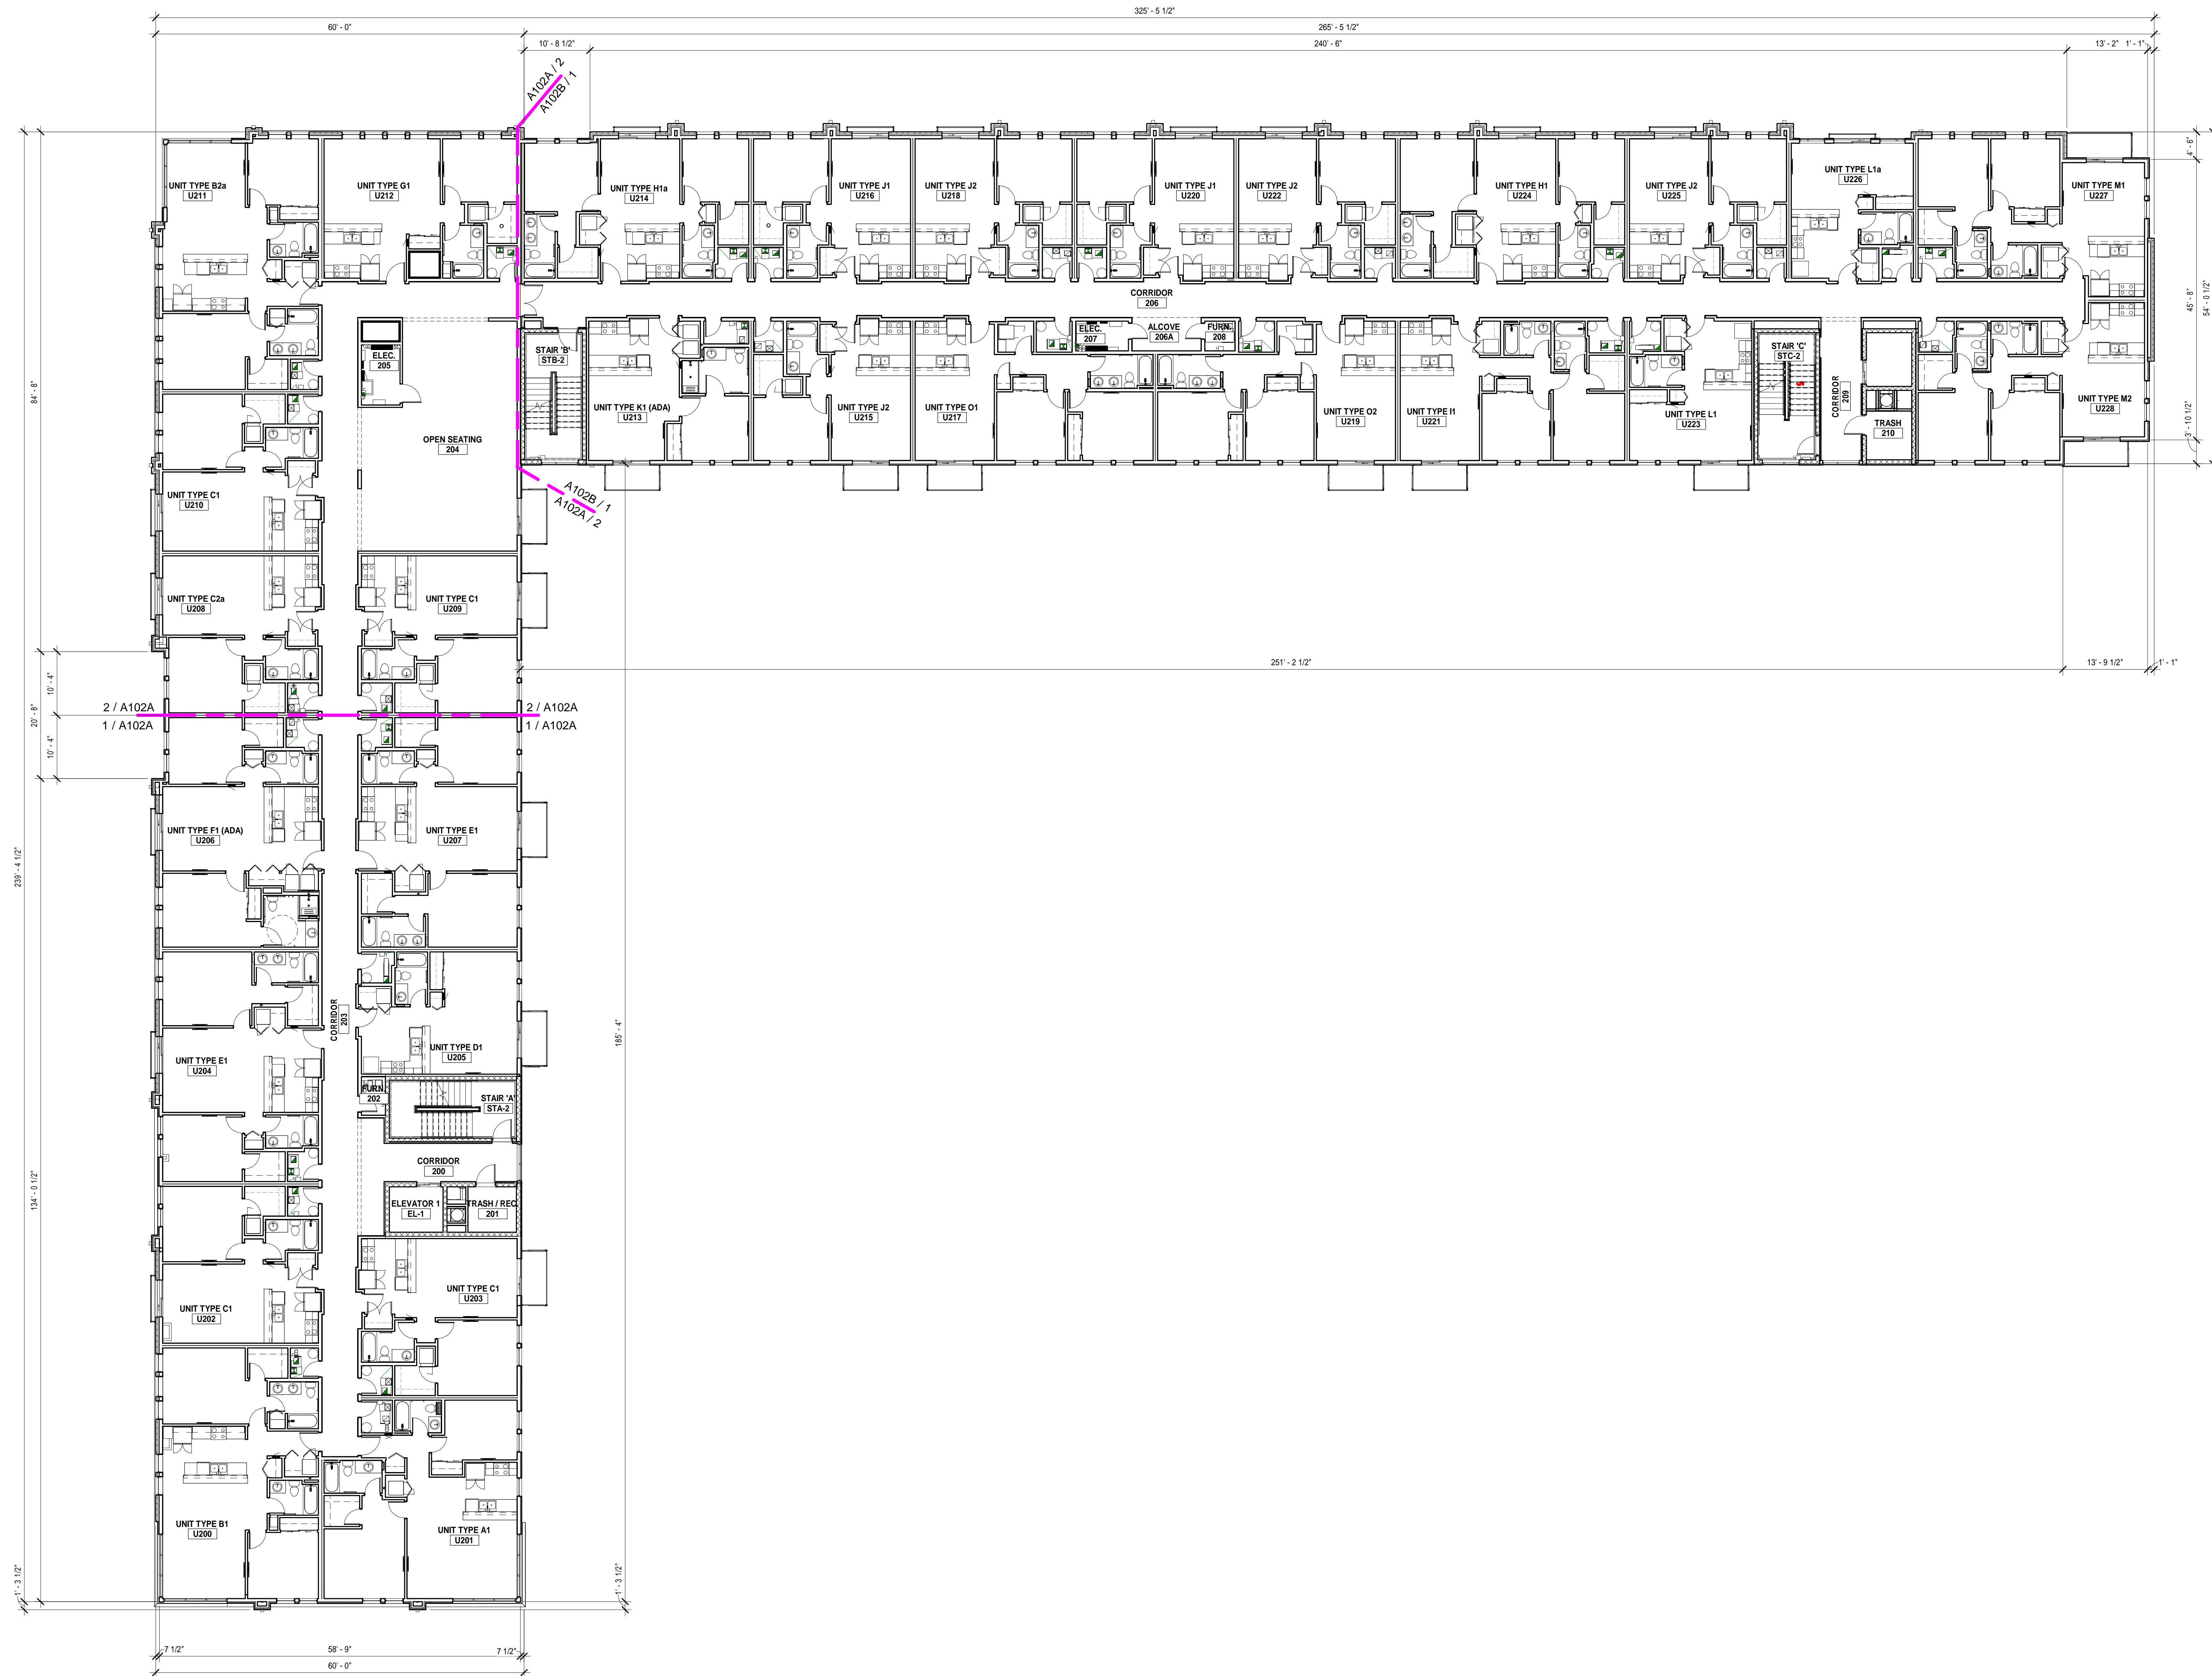 325' - 5 1/2"
60' - 0"
265' - 5 1/2"
10' - 8 1/2"
240' - 6"
13' - 2"
1' - 1"
A102A / 2
A102B / 1
UNIT TYPE B2a
U211
UNIT TYPE G1
U212
UNIT TYPE H1a
U214
UNIT TYPE J1
U216
UNIT TYPE J2
U218
UNIT TYPE J1
U220
UNIT TYPE J2
U222
UNIT TYPE H1
U224
UNIT TYPE J2
U225
UNIT TYPE L1a
U226
UNIT TYPE M1
U227
4' - 6"
45' - 8"
54' - 0 1/2"
3' - 10 1/2"
CORRIDOR
206
ELEC.
205
STAIR 'B'
STB-2
ELEC.
207
ALCOVE
206A
FURN.
208
STAIR 'C'
STC-2
CORRIDOR
209
TRASH
210
UNIT TYPE K1 (ADA)
U213
UNIT TYPE J2
U215
UNIT TYPE O1
U217
UNIT TYPE O2
U219
UNIT TYPE I1
U221
UNIT TYPE L1
U223
UNIT TYPE M2
U228
84' - 8"
OPEN SEATING
204
A102B / 1
A102A / 2
UNIT TYPE C1
U210
UNIT TYPE C2a
U208
UNIT TYPE C1
U209
251' - 2 1/2"
13' - 9 1/2"
1' - 1"
10' - 4"
20' - 8"
10' - 4"
2 / A102A
1 / A102A
2 / A102A
1 / A102A
UNIT TYPE F1 (ADA)
U206
UNIT TYPE E1
U207
239' - 4 1/2"
CORRIDOR
203
185' - 4"
UNIT TYPE D1
U205
UNIT TYPE E1
U204
FURN.
202
STAIR 'A'
STA-2
CORRIDOR
200
134' - 0 1/2"
ELEVATOR 1
EL-1
TRASH / REC.
201
UNIT TYPE C1
U203
UNIT TYPE C1
U202
UNIT TYPE B1
U200
UNIT TYPE A1
U201
1' - 3 1/2"
1' - 3 1/2"
7 1/2"
58' - 9"
7 1/2"
60' - 0"